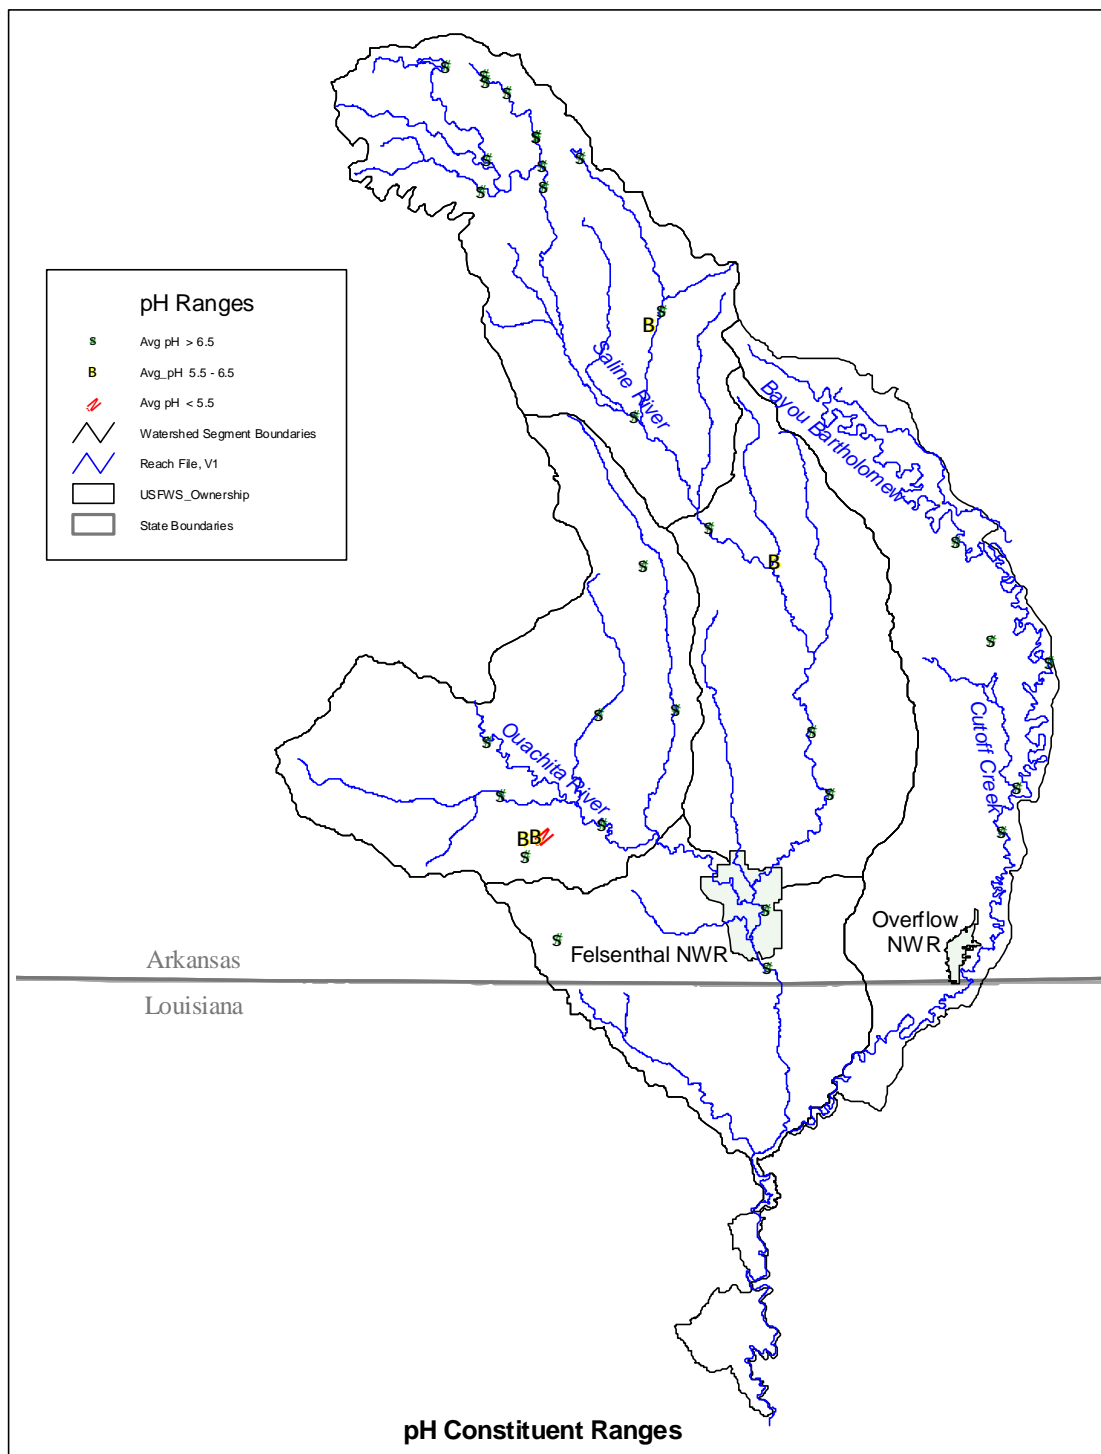 pH Ranges
S Avg pH > 6.5
B Avg_pH 5.5 - 6.5
N Avg pH < 5.5
Watershed Segment Boundaries
Reach File, V1
USFWS_Ownership
State Boundaries
S
S
S
S
S
S
S
S
S
S
S
B
Saline River
S
Bayou Bartholomew
S
B
S
S
S
S
S
S
Cutoff Creek
Ouachita River
S
S
S
S
S
S
S
B B N
S
S
S
Felsenthal NWR
Overflow
NWR
S
Arkansas
Louisiana
pH Constituent Ranges